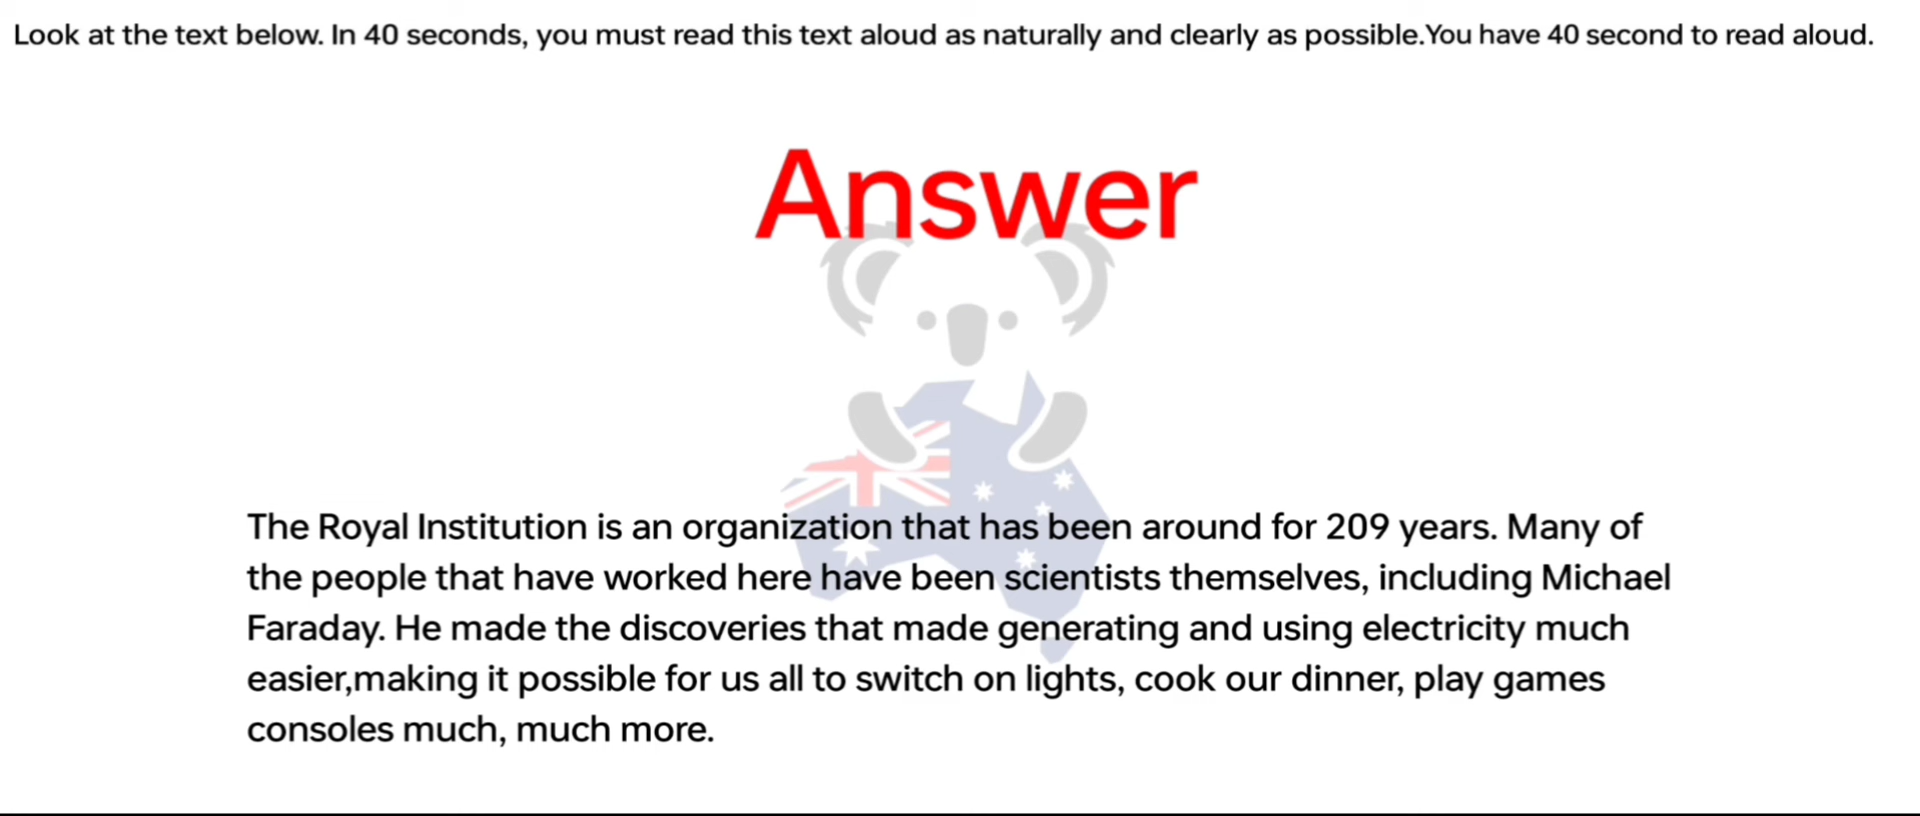 Look at the text below. In 40 seconds, you must read this text aloud as naturally and clearly as possible.You have 40 second to read aloud.
Answer
The Royal Institution is an organization that has been around for 209 years. Many of
the people that have worked here have been scientists themselves, including Michael
Faraday. He made the discoveries that made generating and using electricity much
easier,making it possible for us all to switch on lights, cook our dinner, play games
consoles much, much more.